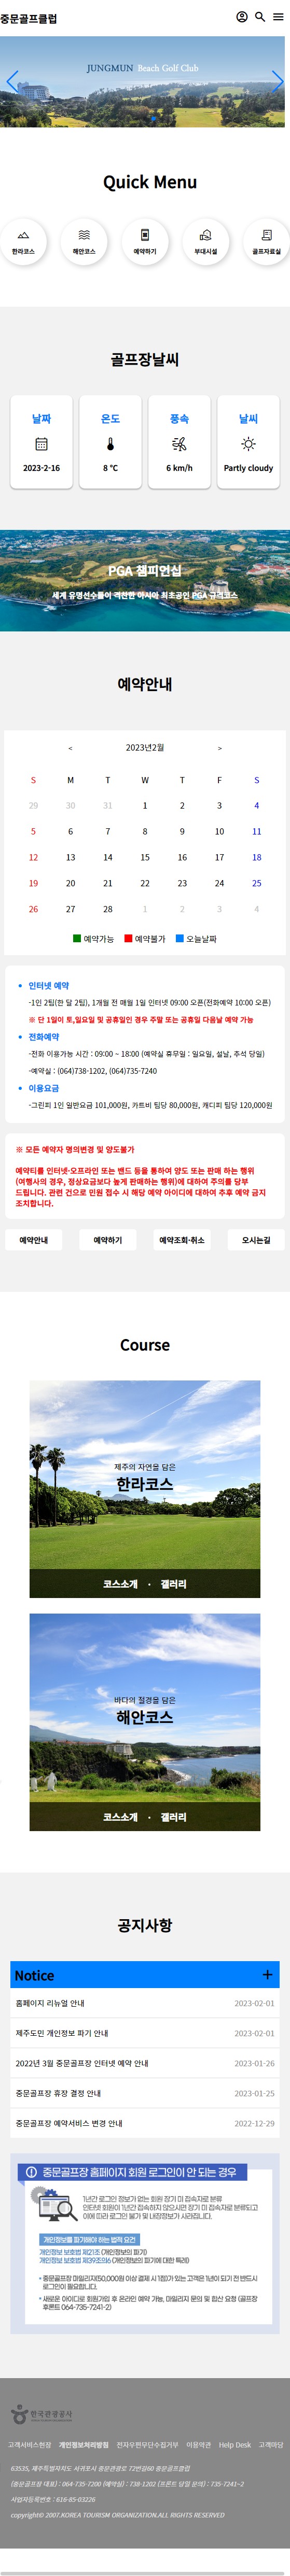 중문골프클럽
JUNGMUN Beach Golf Club
Quick Menu
한라코스 해안코스 예약하기 부대시설 골프자료실
골프장날씨
날짜 온도 풍속 날씨
2023-2-16 8 ℃ 6 km/h Partly cloudy
PGA 챔피언십
세계 유명선수들이 격찬한 아시아 최초공인 PGA 규격코스
예약안내
< 2023년2월 >
S M T W T F S
29 30 31 1 2 3 4
5 6 7 8 9 10 11
12 13 14 15 16 17 18
19 20 21 22 23 24 25
26 27 28 1 2 3 4
예약가능 예약불가 오늘날짜
• 인터넷 예약
-1인 2팀(한 달 2팀), 1개월 전 매월 1일 인터넷 09:00 오픈(전화예약 10:00 오픈)
※ 단 1일이 토,일요일 및 공휴일인 경우 주말 또는 공휴일 다음날 예약 가능
• 전화예약
-전화 이용가능 시간 : 09:00 ~ 18:00 (예약실 휴무일 : 일요일, 설날, 추석 당일)
-예약실 : (064)738-1202, (064)735-7240
• 이용요금
-그린피 1인 일반요금 101,000원, 카트비 팀당 80,000원, 캐디피 팀당 120,000원
※ 모든 예약자 명의변경 및 양도불가
예약티를 인터넷·오프라인 또는 밴드 등을 통하여 양도 또는 판매 하는 행위
(여행사의 경우, 정상요금보다 높게 판매하는 행위)에 대하여 주의를 당부
드립니다. 관련 건으로 민원 접수 시 해당 예약 아이디에 대하여 추후 예약 금지
조치합니다.
예약안내 예약하기 예약조회·취소 오시는길
Course
제주의 자연을 담은
한라코스
코스소개 • 갤러리
바다의 절경을 담은
해안코스
코스소개 • 갤러리
공지사항
Notice +
홈페이지 리뉴얼 안내 2023-02-01
제주도민 개인정보 파기 안내 2023-02-01
2022년 3월 중문골프장 인터넷 예약 안내 2023-01-26
중문골프장 휴장 결정 안내 2023-01-25
중문골프장 예약서비스 변경 안내 2022-12-29
① 중문골프장 홈페이지 회원 로그인이 안 되는 경우
1년간 로그인 정보가 없는 회원 장기 미 접속자로 분류
인터넷 회원이 1년간 접속하지 않으시면 장기 미 접속자로 분류되고
이에 따라 로그인 불가 및 내장정보가 사라집니다.
개인정보를 파기해야 하는 법적 요건
개인정보 보호법 제21조 (개인정보의 파기)
개인정보 보호법 제39조의6 (개인정보의 파기에 대한 특례)
• 중문골프장 마일리지(50,000원 이상 결제 시 1점)가 있는 고객은 1년이 되기 전 반드시
로그인이 필요합니다.
• 새로운 아이디로 회원가입 후 온라인 예약 가능, 마일리지 문의 및 합산 요청 (골프장
후론트 064-735-7241~2)
한국관광공사
고객서비스헌장 개인정보처리방침 전자우편무단수집거부 이용약관 Help Desk 고객마당
63535, 제주특별자치도 서귀포시 중문관광로 72번길60 중문골프클럽
(중문골프장 대표) : 064-735-7200 (예약실) : 738-1202 (프론트 당일 문의) : 735-7241~2
사업자등록번호 : 616-85-03226
copyright© 2007.KOREA TOURISM ORGANIZATION.ALL RIGHTS RESERVED